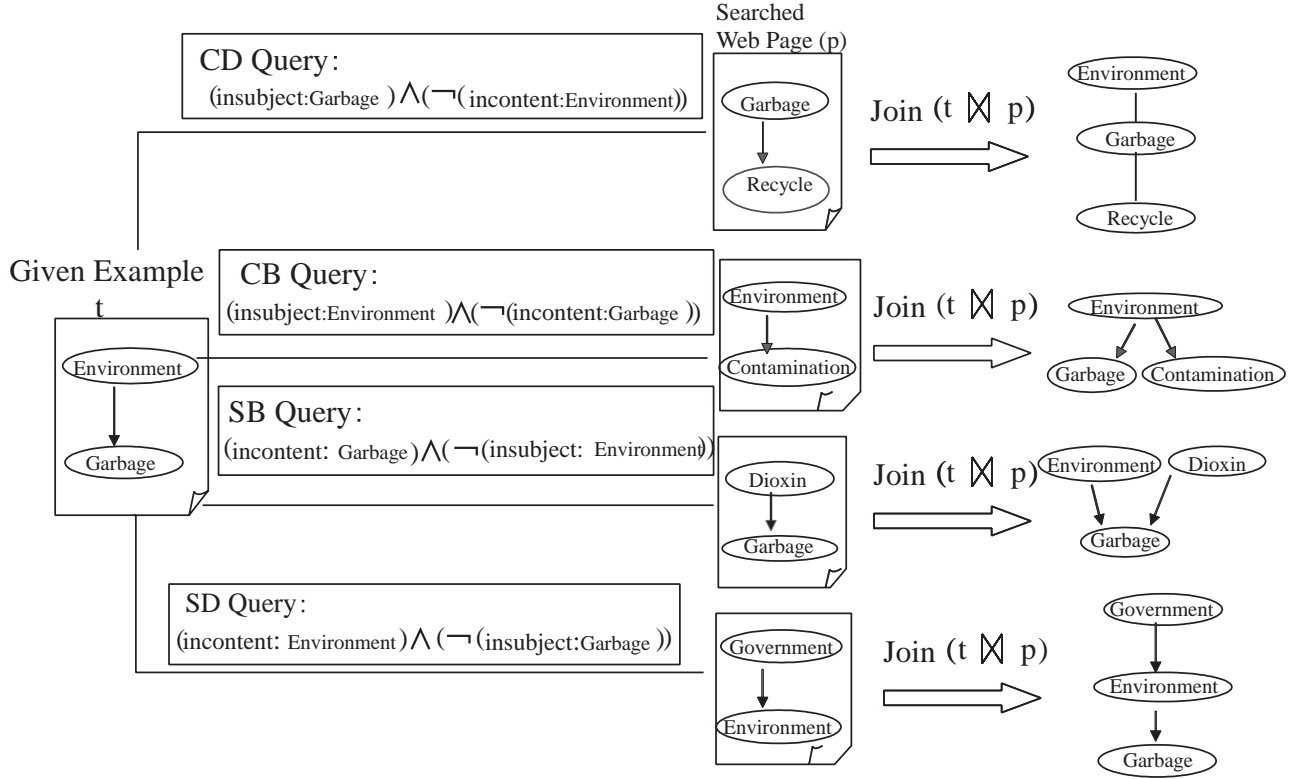 Searched
Web Page (p)
CD Query:
(insubject:Garbage )∧(¬(incontent:Environment))
Garbage
Recycle
Join (t ⋈ p)
Environment
Garbage
Recycle
Given Example
t
Environment
Garbage
CB Query:
(insubject:Environment )∧(¬(incontent:Garbage ))
Environment
Contamination
Join (t ⋈ p)
Environment
Garbage
Contamination
SB Query:
(incontent: Garbage)∧(¬(insubject: Environment))
Dioxin
Garbage
Join (t ⋈ p)
Environment
Dioxin
Garbage
SD Query:
(incontent: Environment)∧(¬(insubject:Garbage ))
Government
Environment
Join (t ⋈ p)
Government
Environment
Garbage